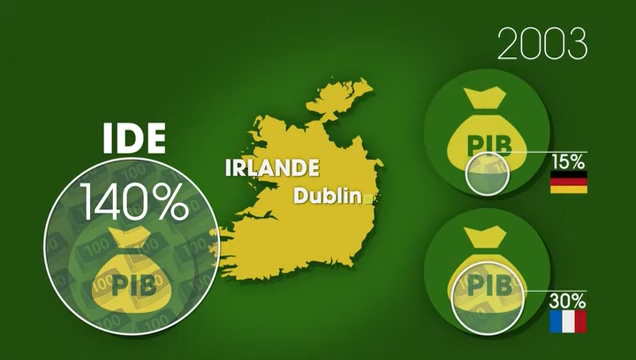 2003
IDE
140%
PIB
IRLANDE
Dublin
PIB
15%
PIB
30%